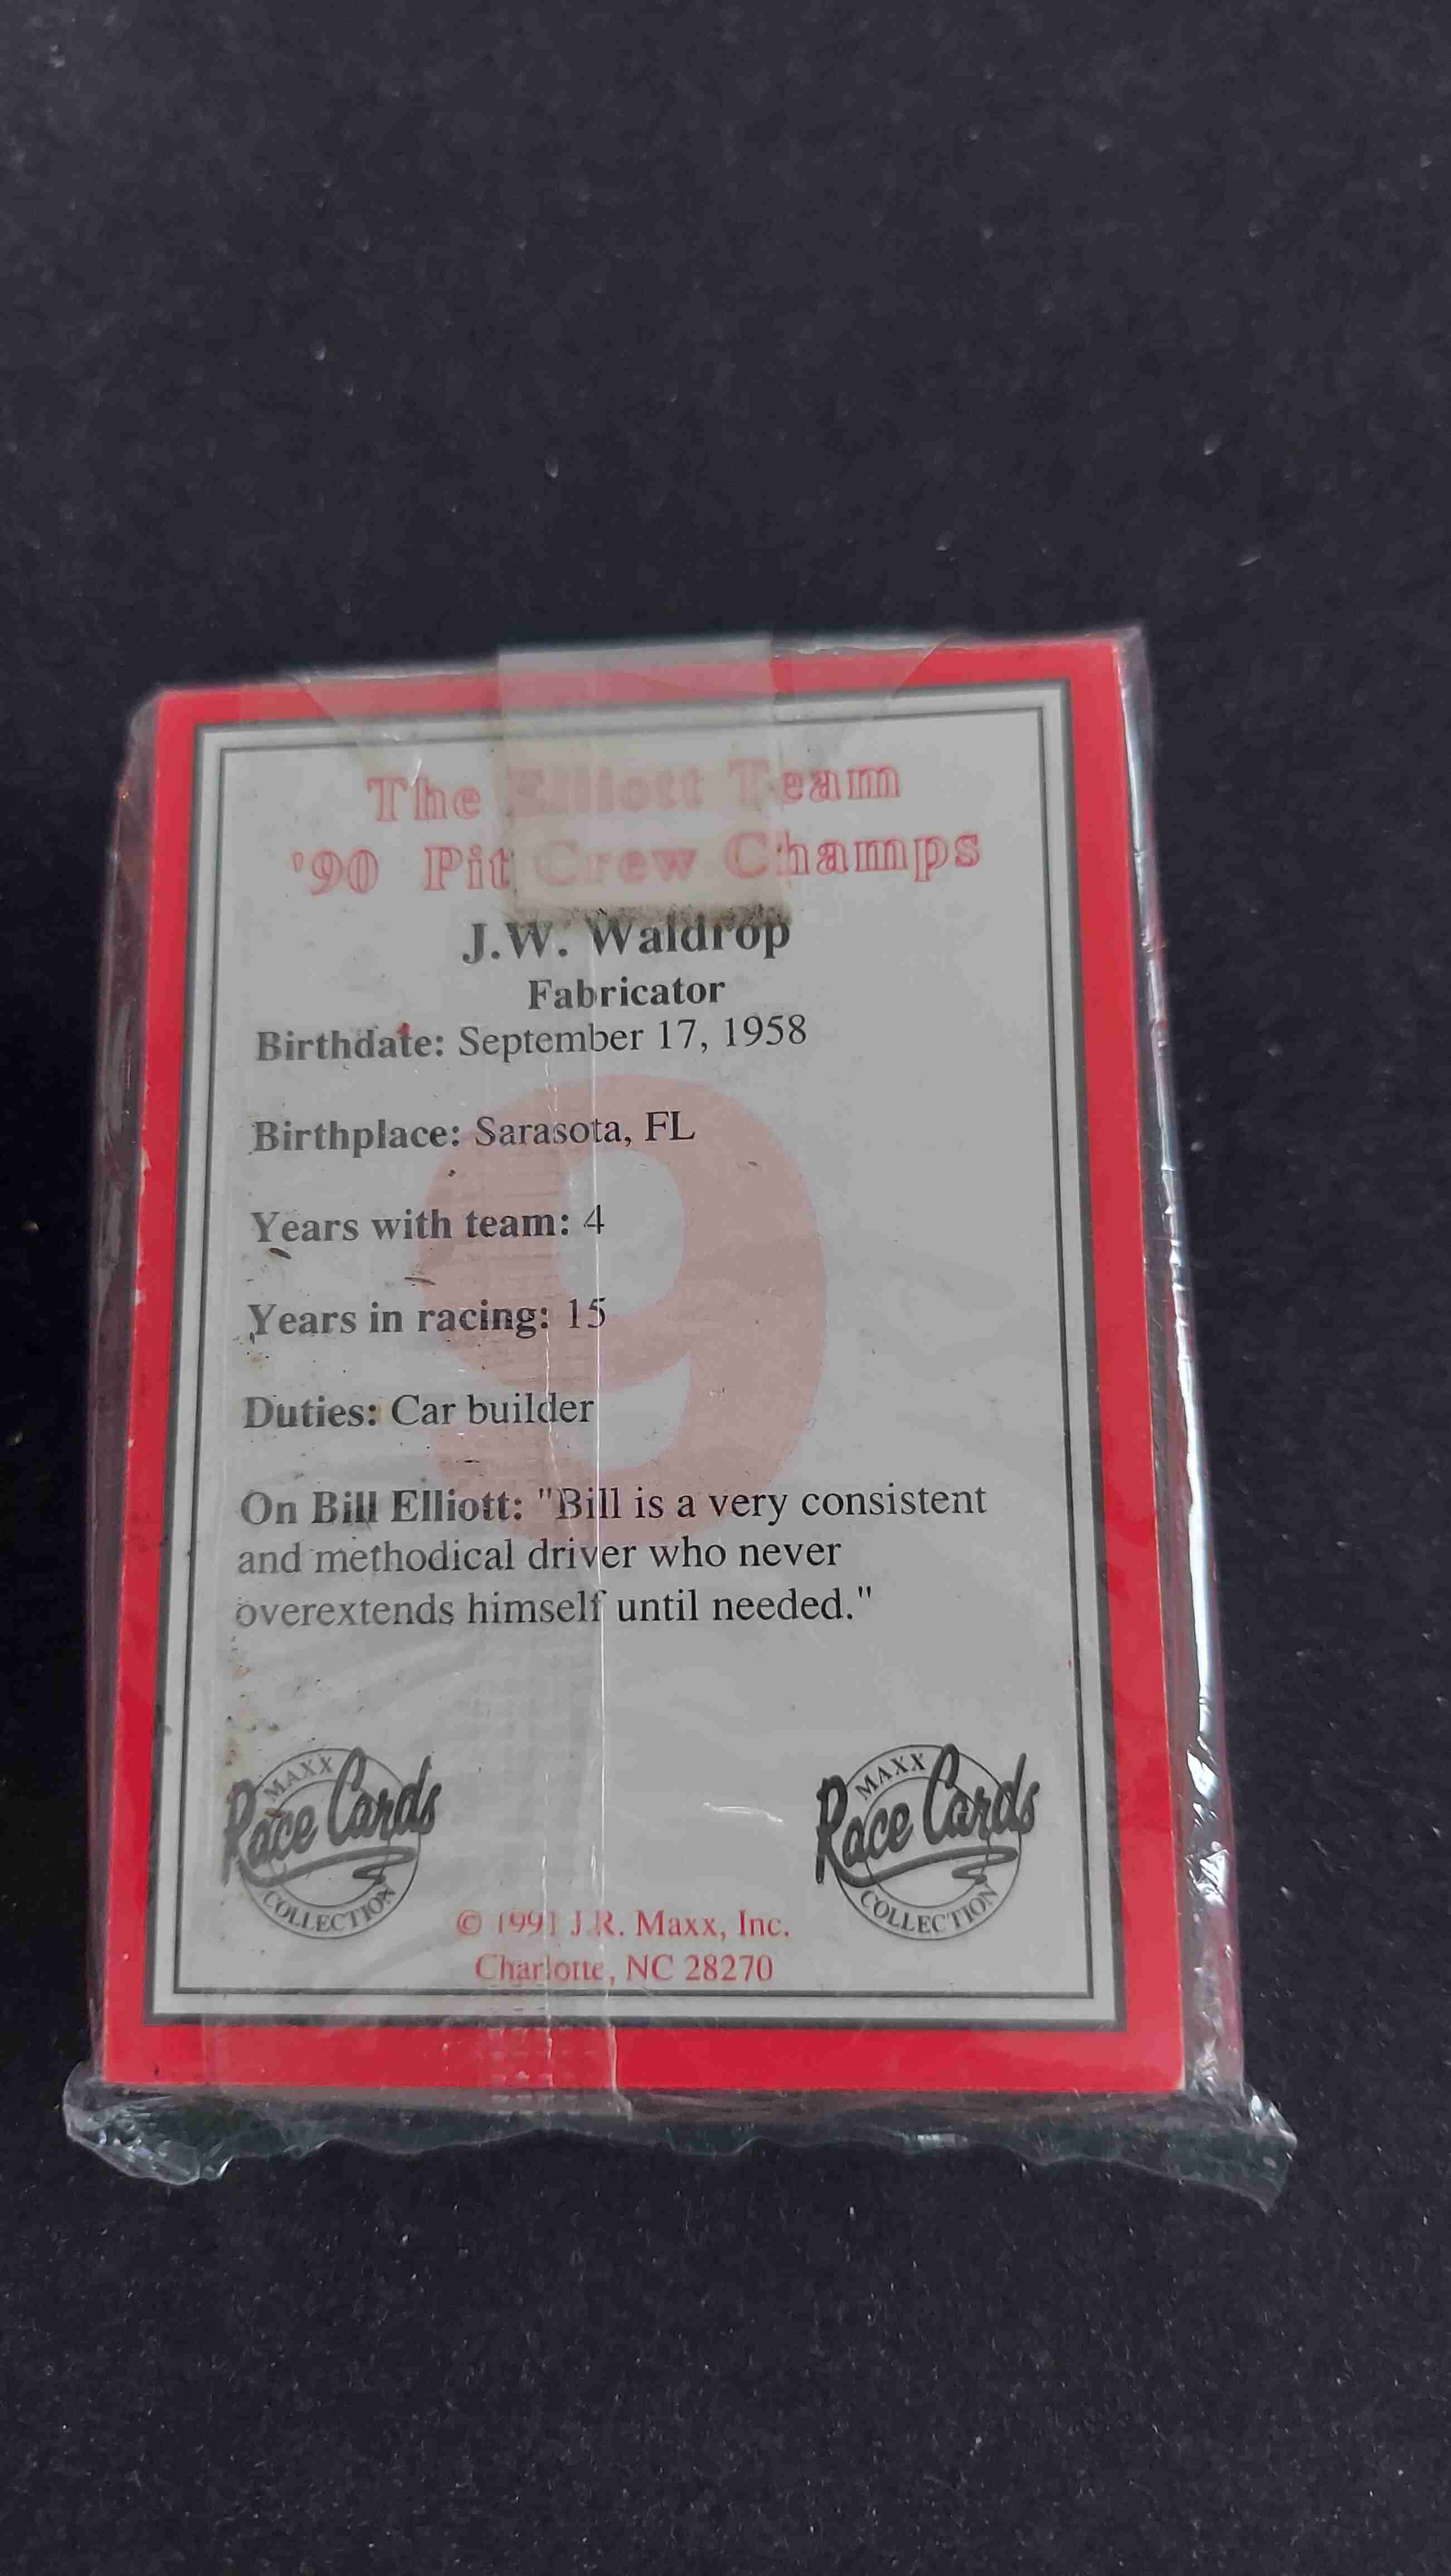 The Elliott Team
'90 Pit Crew Champs
J.W. Waldrop
Fabricator
Birthdate: September 17, 1958
Birthplace: Sarasota, FL
Years with team: 4
Years in racing: 15
Duties: Car builder
On Bill Elliott: "Bill is a very consistent
and methodical driver who never
overextends himself until needed."
9
MAXX
Race Cards
COLLECTION
MAXX
Race Cards
COLLECTION
© 1991 J.R. Maxx, Inc.
Charlotte, NC 28270